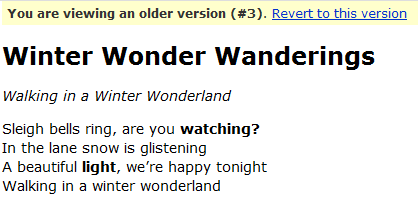 You are viewing an older version (#3). Revert to this version
Winter Wonder Wanderings
Walking in a Winter Wonderland
Sleigh bells ring, are you watching?
In the lane snow is glistening
A beautiful light, we’re happy tonight
Walking in a winter wonderland